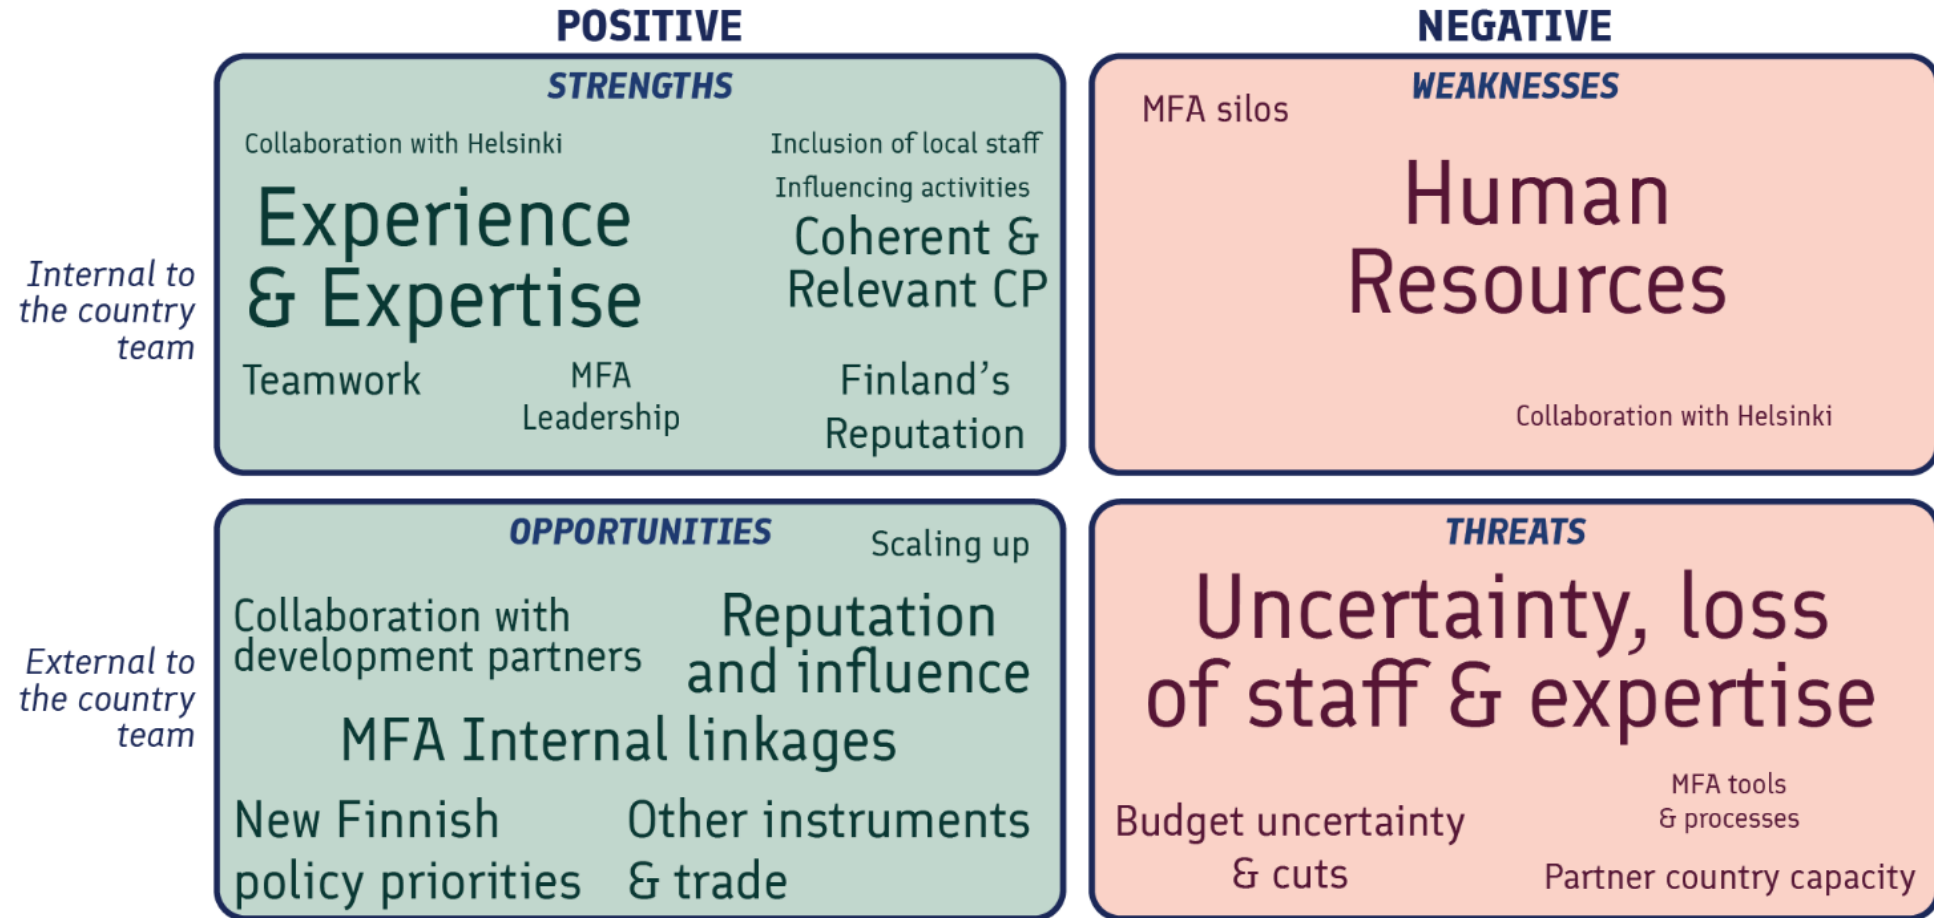 POSITIVE
NEGATIVE
Internal to
the country
team
STRENGTHS
Collaboration with Helsinki
Experience
& Expertise
Inclusion of local staff
Influencing activities
Coherent &
Relevant CP
Teamwork
MFA
Leadership
Finland’s
Reputation
WEAKNESSES
MFA silos
Human
Resources
Collaboration with Helsinki
External to
the country
team
OPPORTUNITIES
Scaling up
Collaboration with
development partners
Reputation
and influence
MFA Internal linkages
New Finnish
policy priorities
Other instruments
& trade
THREATS
Uncertainty, loss
of staff & expertise
Budget uncertainty
& cuts
MFA tools
& processes
Partner country capacity